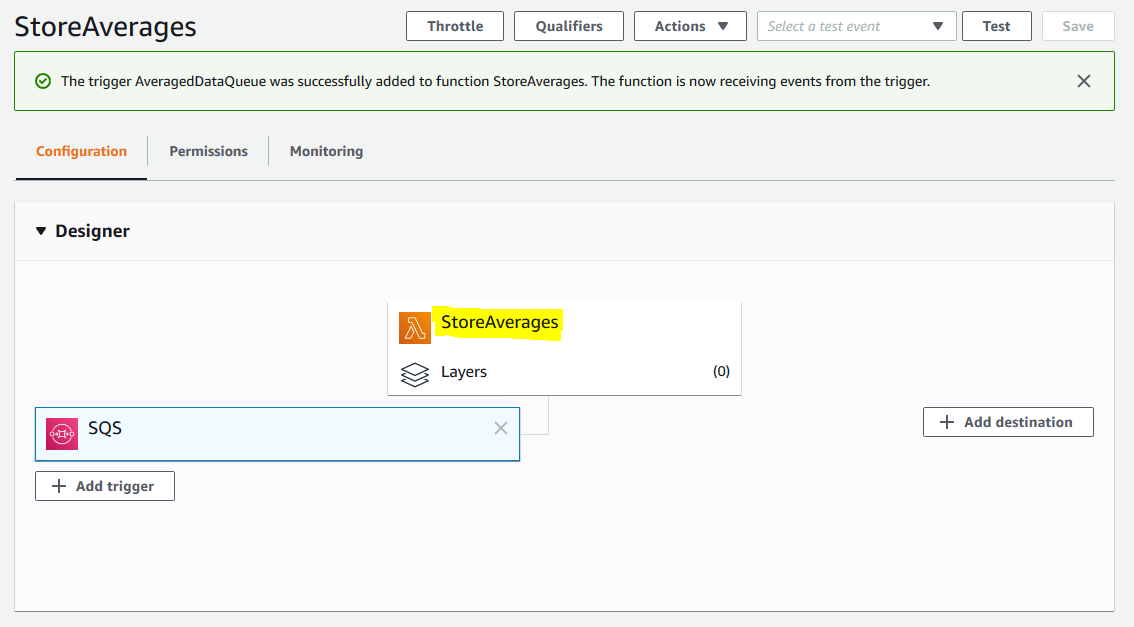 StoreAverages
Throttle
Qualifiers
Actions
Select a test event
Test
Save
The trigger AveragedDataQueue was successfully added to function StoreAverages. The function is now receiving events from the trigger.
Configuration
Permissions
Monitoring
Designer
StoreAverages
Layers (0)
SQS
Add trigger
Add destination